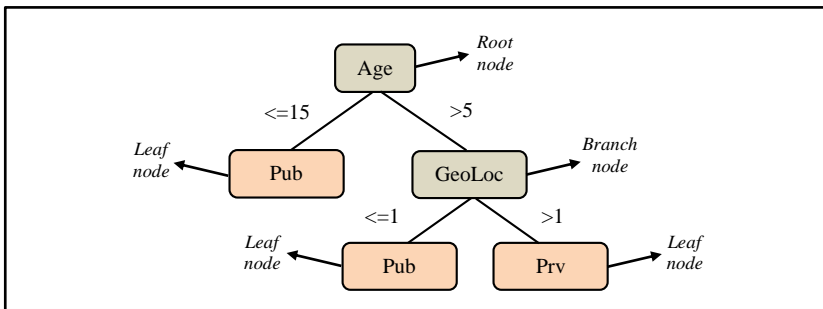 Root
node
Age
<=15
>5
Leaf
node
Pub
GeoLoc
Branch
node
<=1
>1
Leaf
node
Pub
Prv
Leaf
node